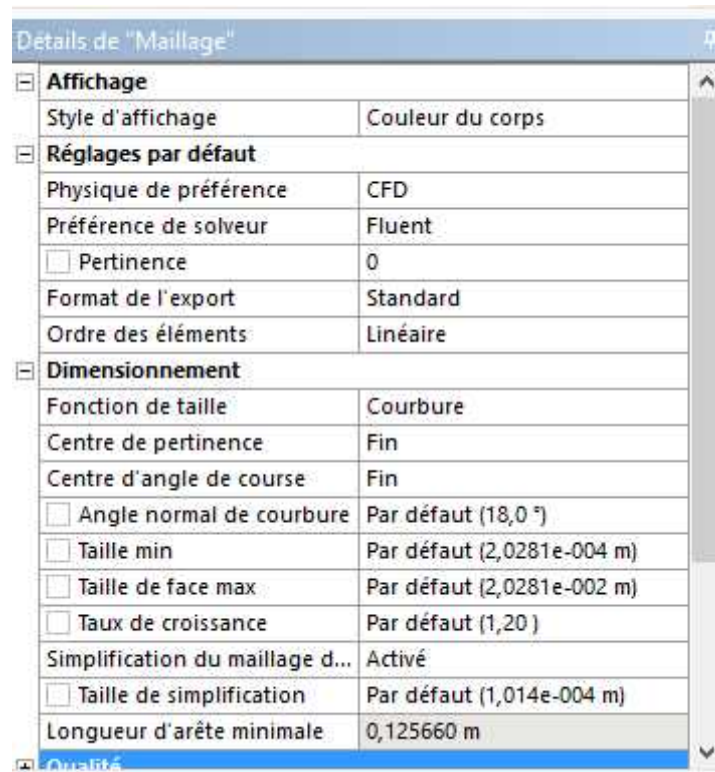 Détails de "Maillage"
Affichage
Style d'affichage Couleur du corps
Réglages par défaut
Physique de préférence CFD
Préférence de solveur Fluent
Pertinence 0
Format de l'export Standard
Ordre des éléments Linéaire
Dimensionnement
Fonction de taille Courbure
Centre de pertinence Fin
Centre d'angle de course Fin
Angle normal de courbure Par défaut (18,0 °)
Taille min Par défaut (2,0281e-004 m)
Taille de face max Par défaut (2,0281e-002 m)
Taux de croissance Par défaut (1,20 )
Simplification du maillage d... Activé
Taille de simplification Par défaut (1,014e-004 m)
Longueur d'arête minimale 0,125660 m
Qualité